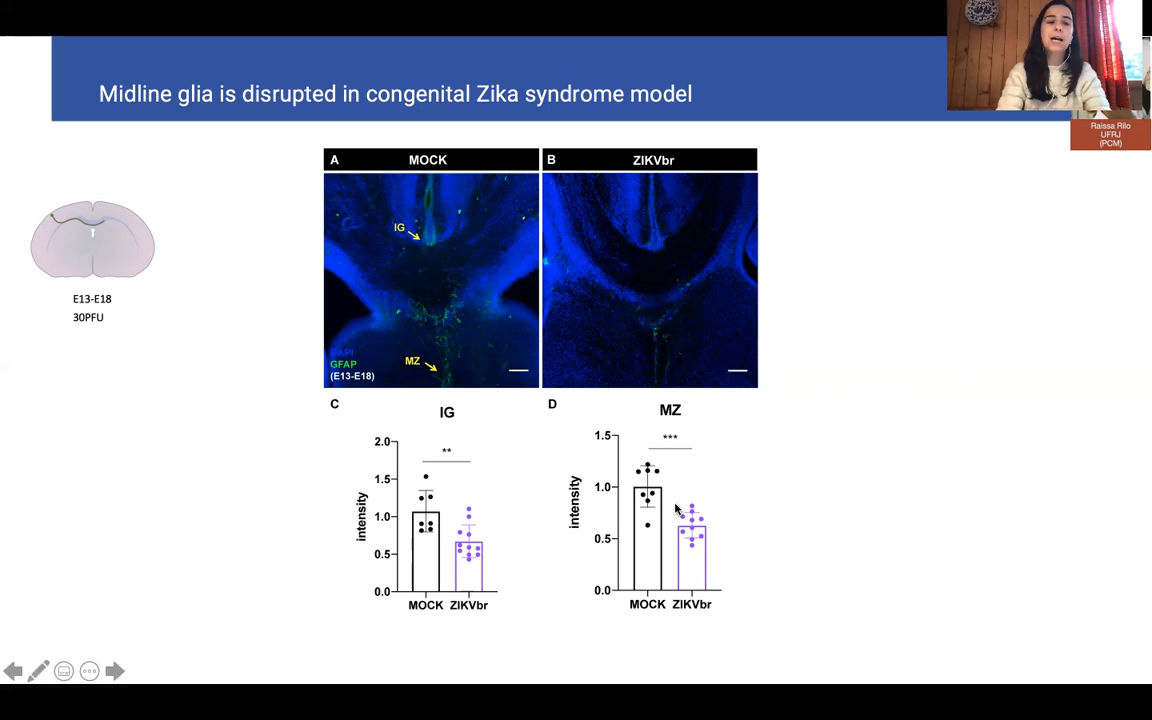 Midline glia is disrupted in congenital Zika syndrome model
Raissa Rilo
UFRJ
(PCM)
A MOCK
B ZIKVbr
IG
MZ
DAPI
GFAP
(E13-E18)
E13-E18
30PFU
C
IG
2.0
**
1.5
1.0
0.5
0.0
intensity
MOCK ZIKVbr
D
MZ
1.5
***
1.0
0.5
0.0
intensity
MOCK ZIKVbr